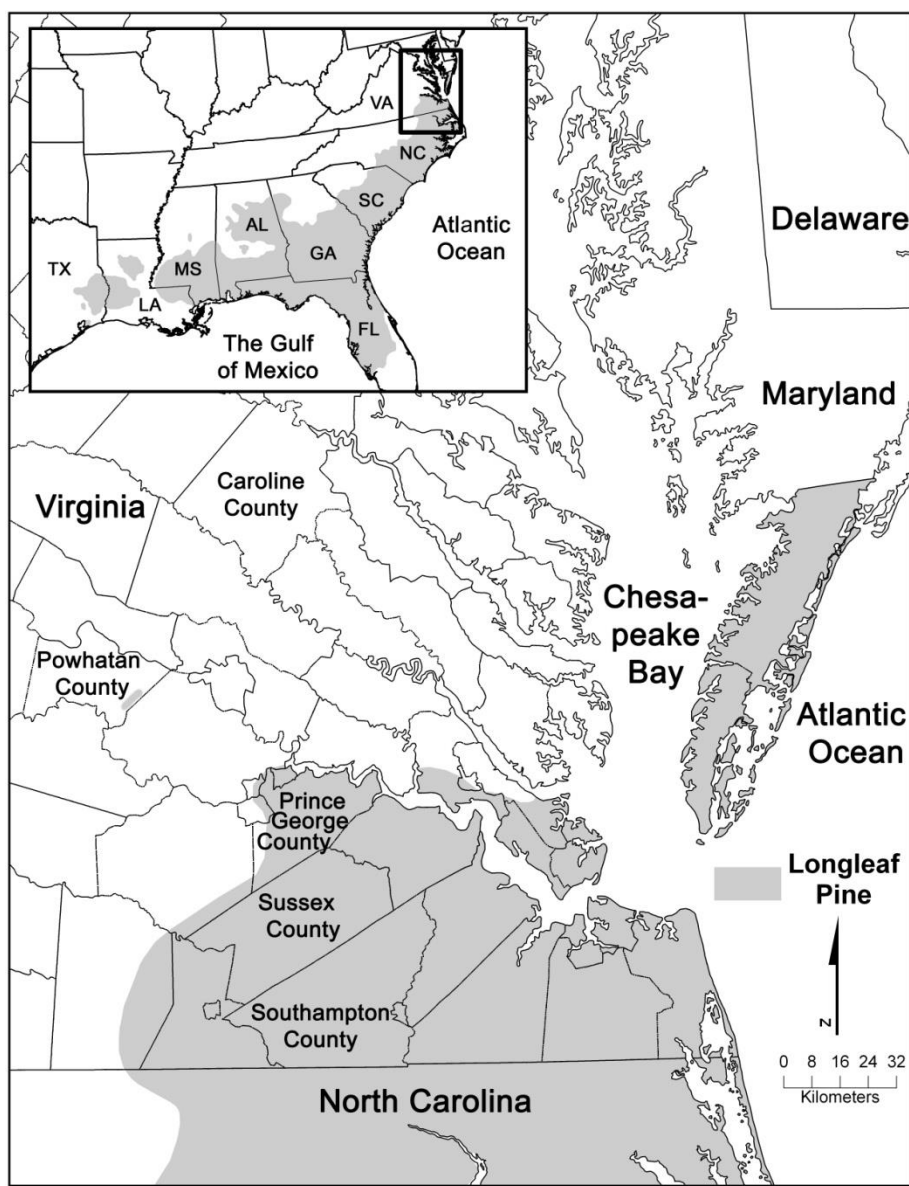 VA
NC
SC
AL
GA
MS
TX
LA
FL
Atlantic
Ocean
The Gulf
of Mexico
Delaware
Maryland
Virginia
Caroline
County
Chesa-
peake
Bay
Powhatan
County
Atlantic
Ocean
Prince
George
County
Sussex
County
Southampton
County
North Carolina
Longleaf
Pine
N
0 8 16 24 32
Kilometers